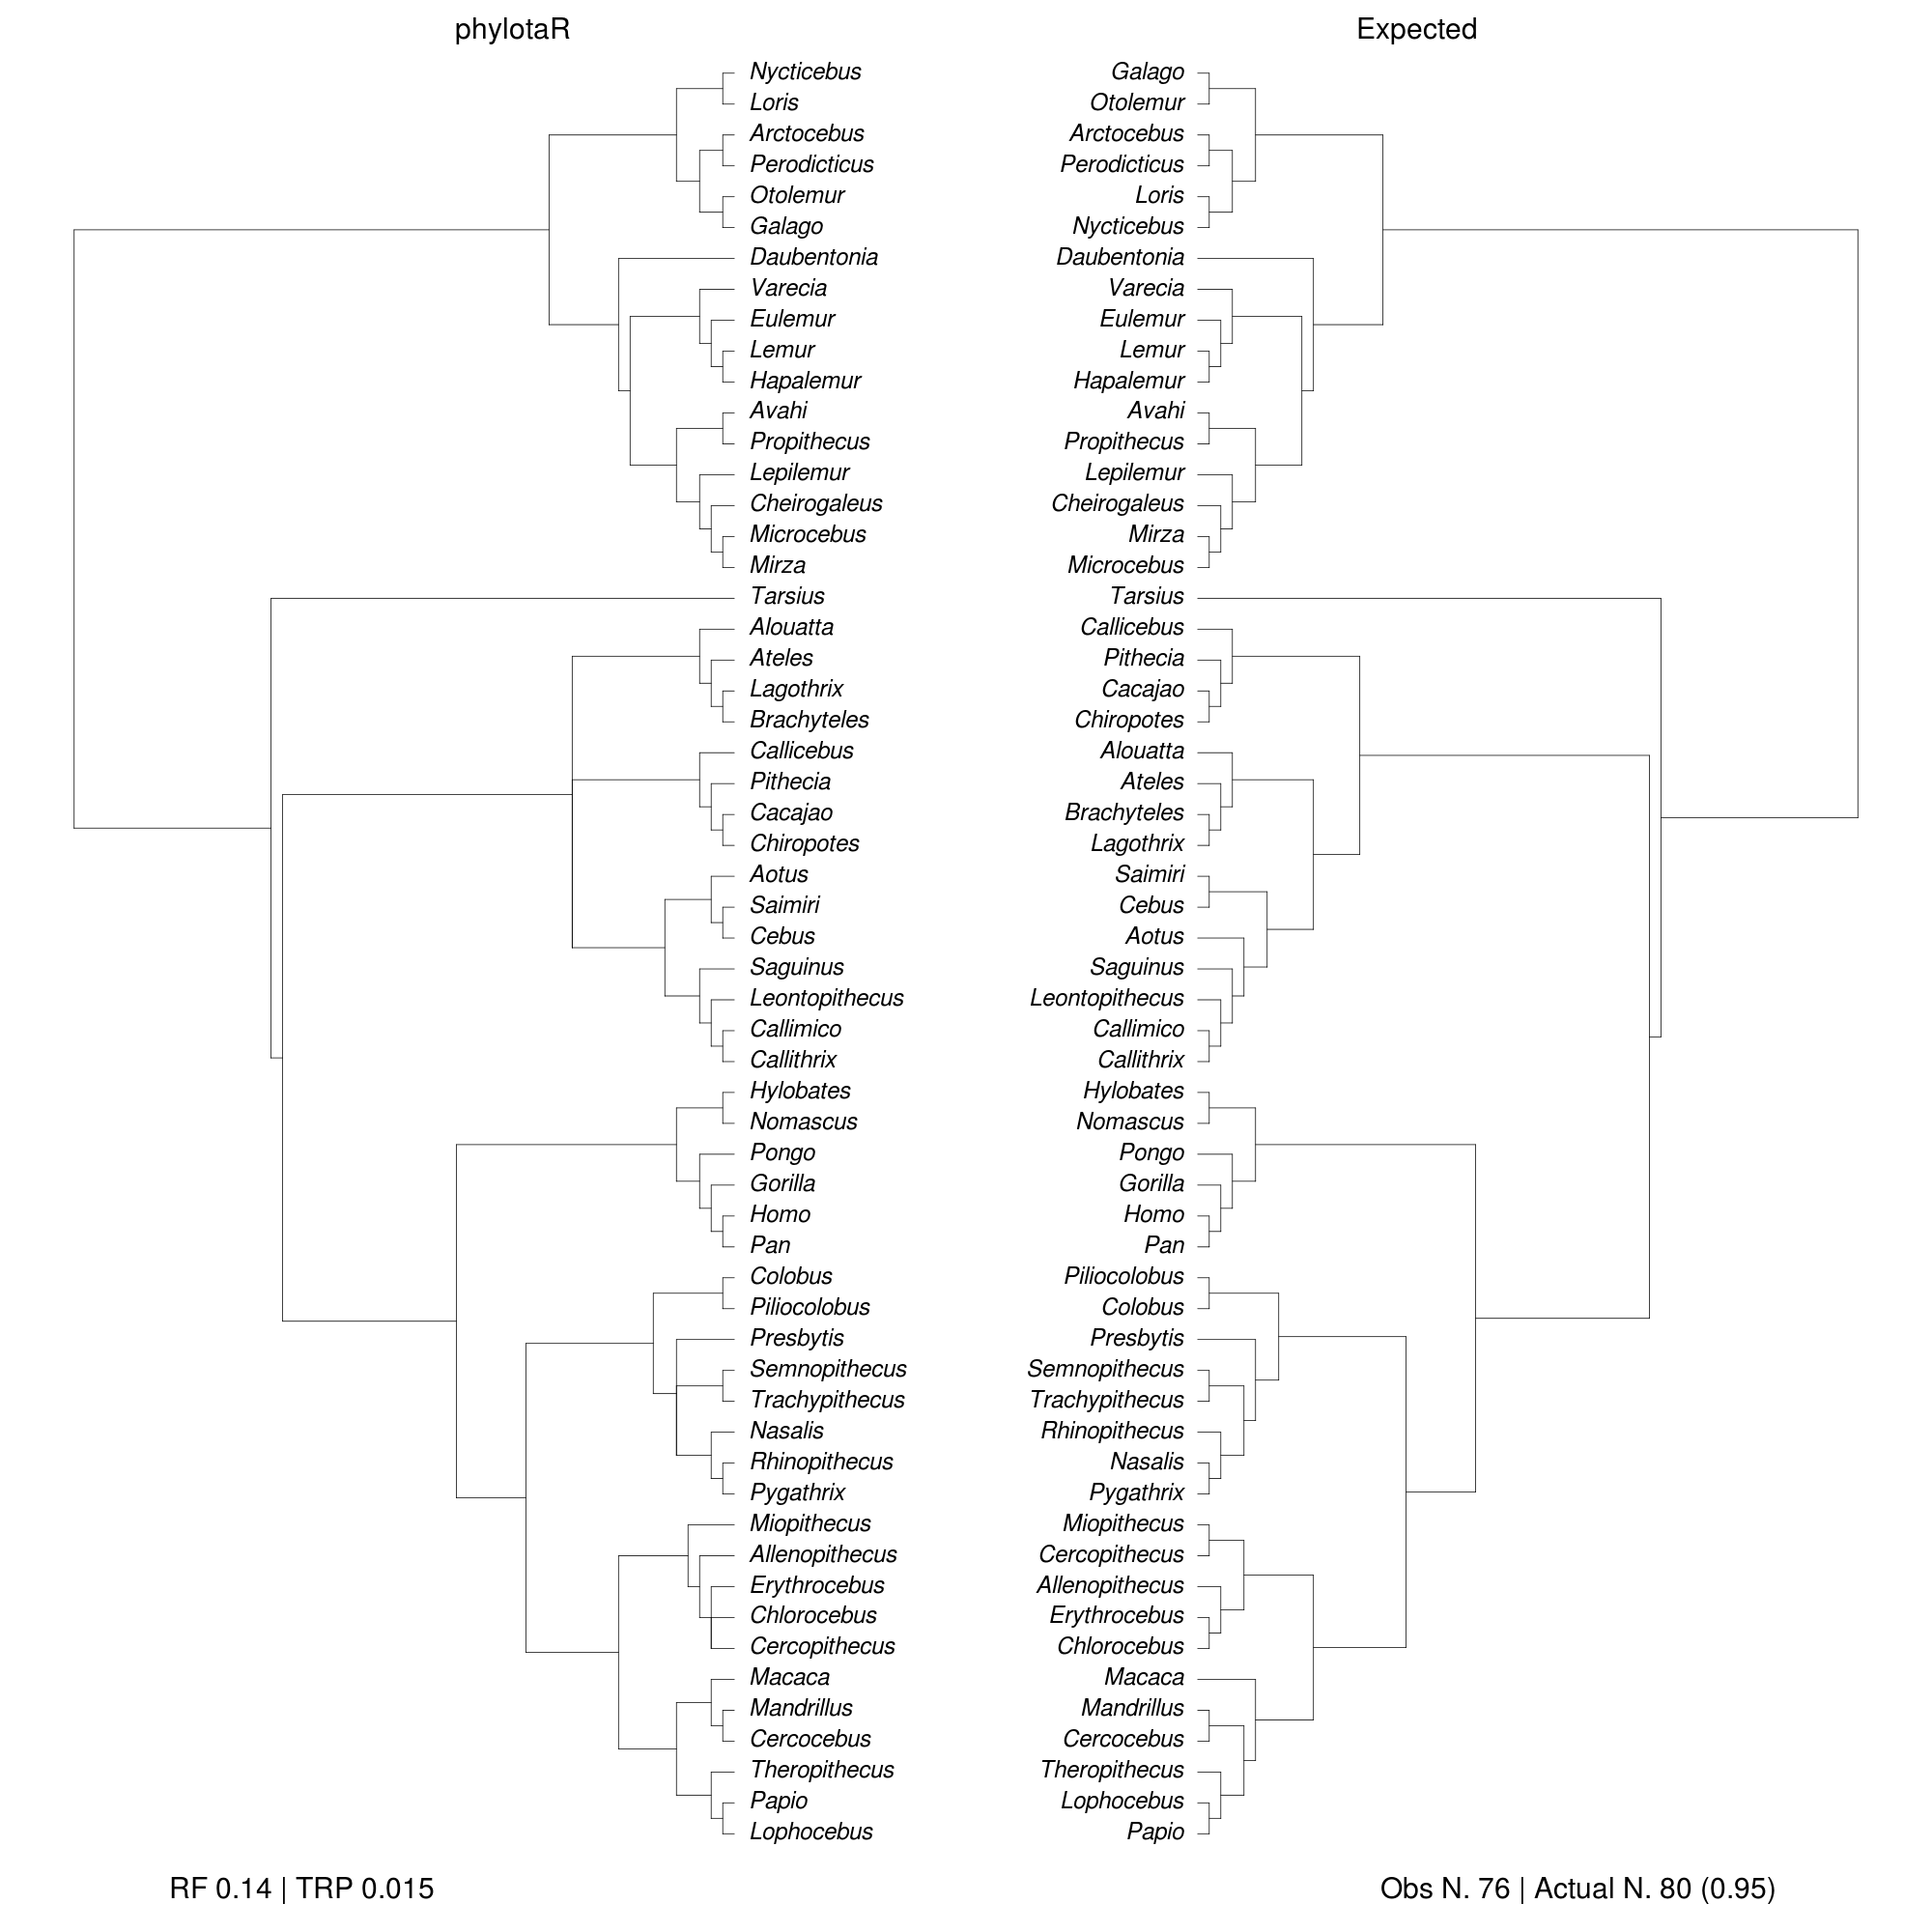 phylotaR Expected
Nycticebus Galago
Loris Otolemur
Arctocebus Arctocebus
Perodicticus Perodicticus
Otolemur Loris
Galago Nycticebus
Daubentonia Daubentonia
Varecia Varecia
Eulemur Eulemur
Lemur Lemur
Hapalemur Hapalemur
Avahi Avahi
Propithecus Propithecus
Lepilemur Lepilemur
Cheirogaleus Cheirogaleus
Microcebus Mirza
Mirza Microcebus
Tarsius Tarsius
Alouatta Callicebus
Ateles Pithecia
Lagothrix Cacajao
Brachyteles Chiropotes
Callicebus Alouatta
Pithecia Ateles
Cacajao Brachyteles
Chiropotes Lagothrix
Aotus Saimiri
Saimiri Cebus
Cebus Aotus
Saguinus Saguinus
Leontopithecus Leontopithecus
Callimico Callimico
Callithrix Callithrix
Hylobates Hylobates
Nomascus Nomascus
Pongo Pongo
Gorilla Gorilla
Homo Homo
Pan Pan
Colobus Piliocolobus
Piliocolobus Colobus
Presbytis Presbytis
Semnopithecus Semnopithecus
Trachypithecus Trachypithecus
Nasalis Rhinopithecus
Rhinopithecus Nasalis
Pygathrix Pygathrix
Miopithecus Miopithecus
Allenopithecus Cercopithecus
Erythrocebus Allenopithecus
Chlorocebus Erythrocebus
Cercopithecus Chlorocebus
Macaca Macaca
Mandrillus Mandrillus
Cercocebus Cercocebus
Theropithecus Theropithecus
Papio Lophocebus
Lophocebus Papio
RF 0.14 | TRP 0.015 Obs N. 76 | Actual N. 80 (0.95)